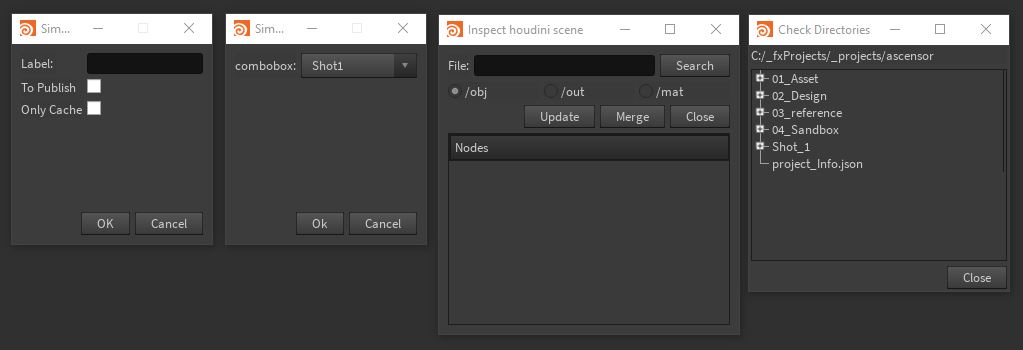 Sim...
Label:
To Publish
Only Cache
OK
Cancel
Sim...
combobox:
Shot1
Ok
Cancel
Inspect houdini scene
File:
Search
/obj
/out
/mat
Update
Merge
Close
Nodes
Check Directories
C:/_fxProjects/_projects/ascensor
01_Asset
02_Design
03_reference
04_Sandbox
Shot_1
project_Info.json
Close